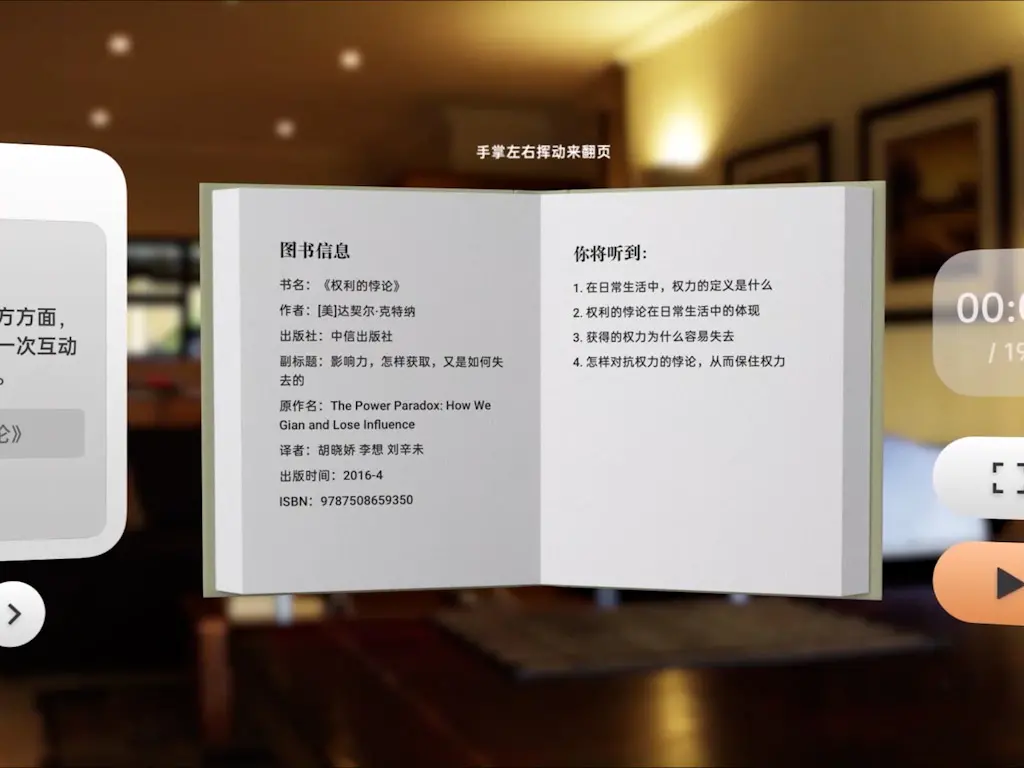 手掌左右挥动来翻页
方方面，
一次互动
。
论》
图书信息
书名：《权利的悖论》
作者：[美]达契尔·克特纳
出版社：中信出版社
副标题：影响力，怎样获取，又是如何失
去的
原作名：The Power Paradox: How We
Gian and Lose Influence
译者：胡晓娇 李想 刘辛未
出版时间：2016-4
ISBN：9787508659350
你将听到：
1. 在日常生活中，权力的定义是什么
2. 权利的悖论在日常生活中的体现
3. 获得的权力为什么容易失去
4. 怎样对抗权力的悖论，从而保住权力
00:
/ 19